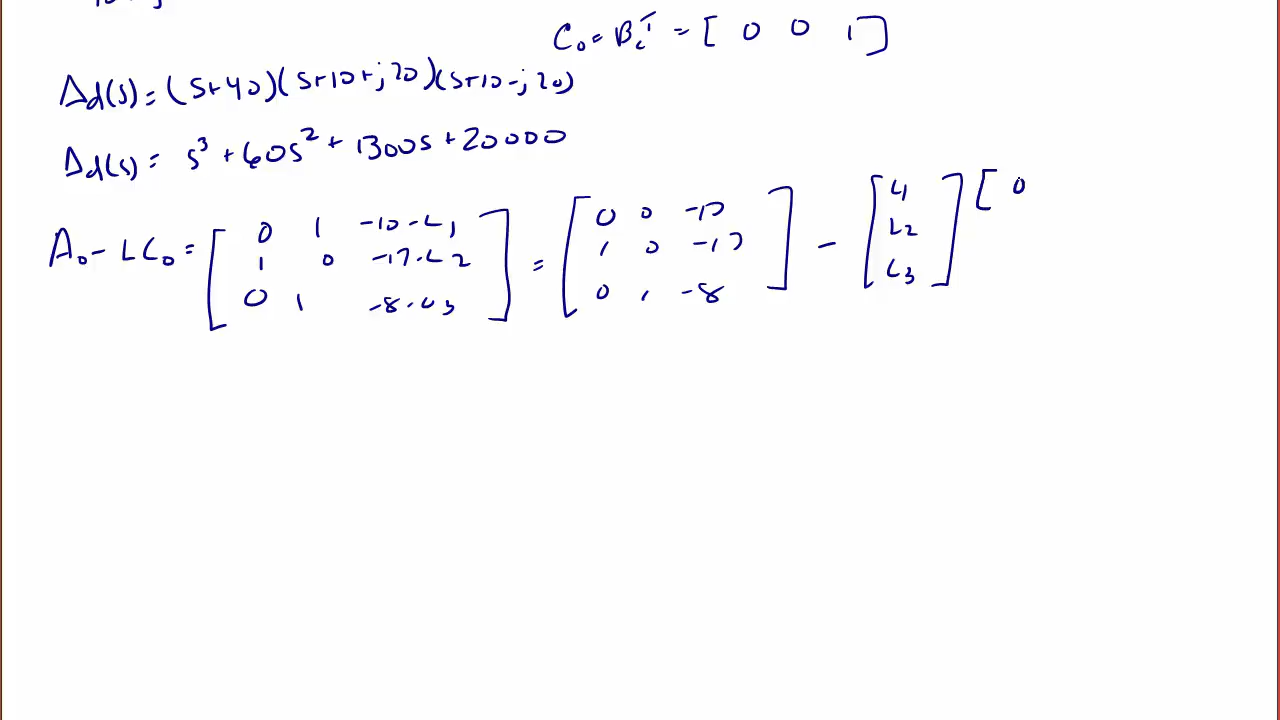 C₀ = B_c^T = [ 0 0 1 ]
Δd(s) = (s+40)(s+10+j20)(s+10-j20)
Δd(s) = s³ + 60s² + 1300s + 20000
A₀ - LC₀ = [ 0 1 -10-L1 ; 1 0 -17-L2 ; 0 1 -8-L3 ] = [ 0 0 -10 ; 1 0 -17 ; 0 1 -8 ] - [ L1 ; L2 ; L3 ] [ 0